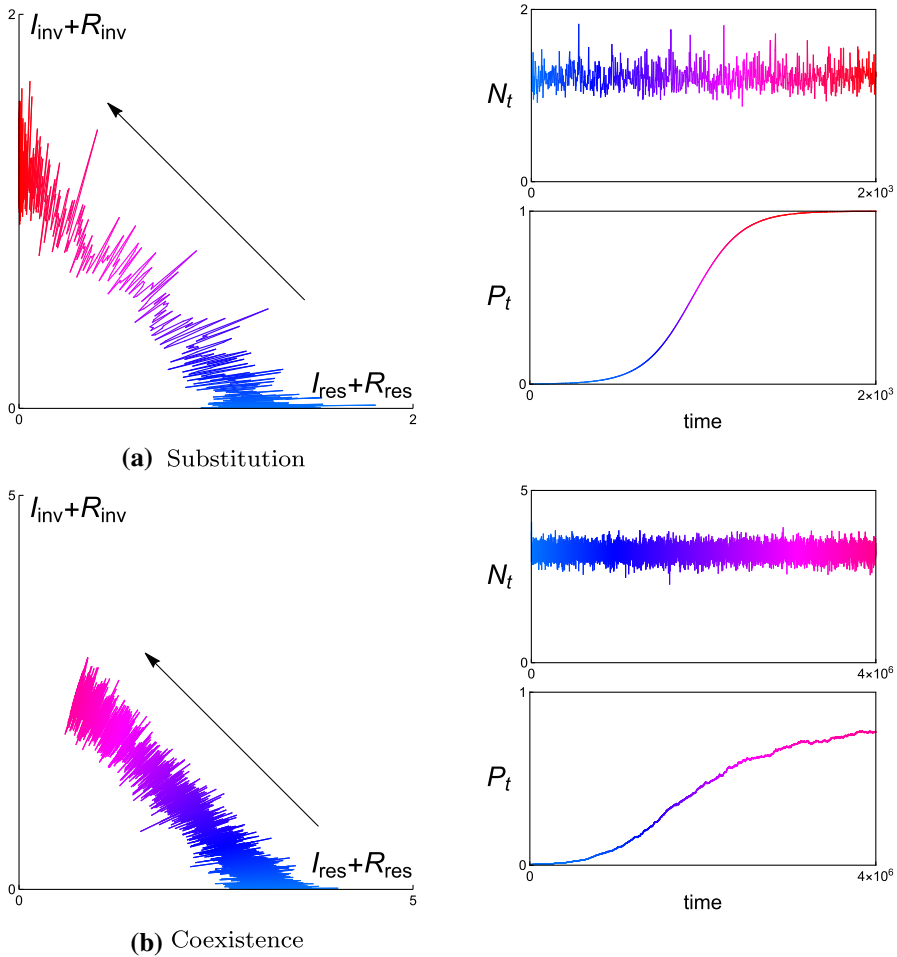 2
I_inv+R_inv
I_res+R_res
0
0
2
2
N_t
0
0
2×10^3
1
P_t
0
0
2×10^3
time
(a) Substitution
5
I_inv+R_inv
I_res+R_res
0
0
5
5
N_t
0
0
4×10^6
1
P_t
0
0
4×10^6
time
(b) Coexistence